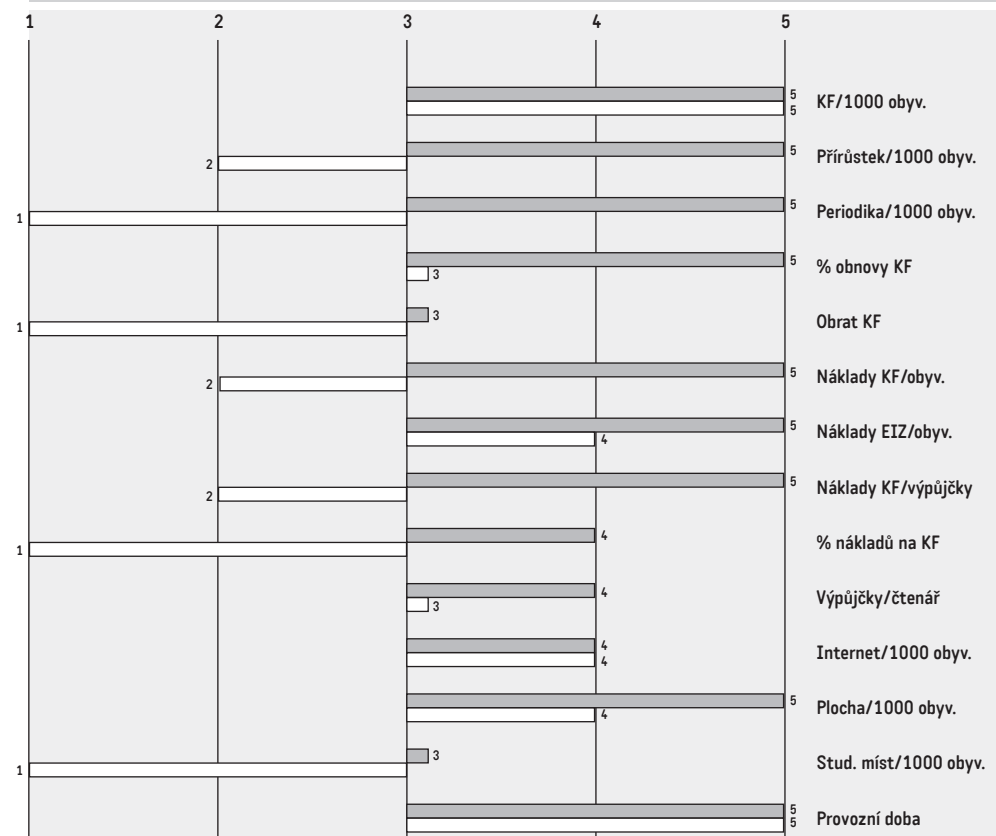 1 2 3 4 5
5 KF/1000 obyv.
5
5 Přírůstek/1000 obyv.
2
5 Periodika/1000 obyv.
1
5 % obnovy KF
3
3 Obrat KF
1
5 Náklady KF/obyv.
2
5 Náklady EIZ/obyv.
4
5 Náklady KF/výpůjčky
2
4 % nákladů na KF
1
4 Výpůjčky/čtenář
3
4 Internet/1000 obyv.
4
5 Plocha/1000 obyv.
4
3 Stud. míst/1000 obyv.
1
5 Provozní doba
5